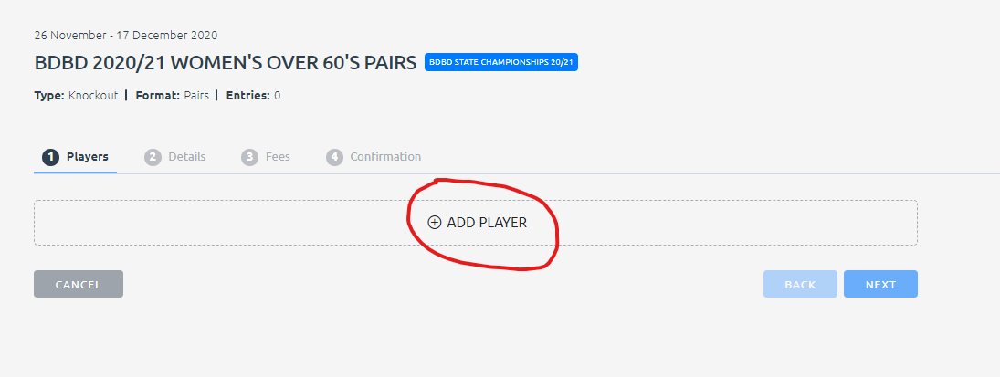 26 November - 17 December 2020
BDBD 2020/21 WOMEN'S OVER 60'S PAIRS BDBD STATE CHAMPIONSHIPS 20/21
Type: Knockout | Format: Pairs | Entries: 0
1 Players 2 Details 3 Fees 4 Confirmation
ADD PLAYER
CANCEL BACK NEXT